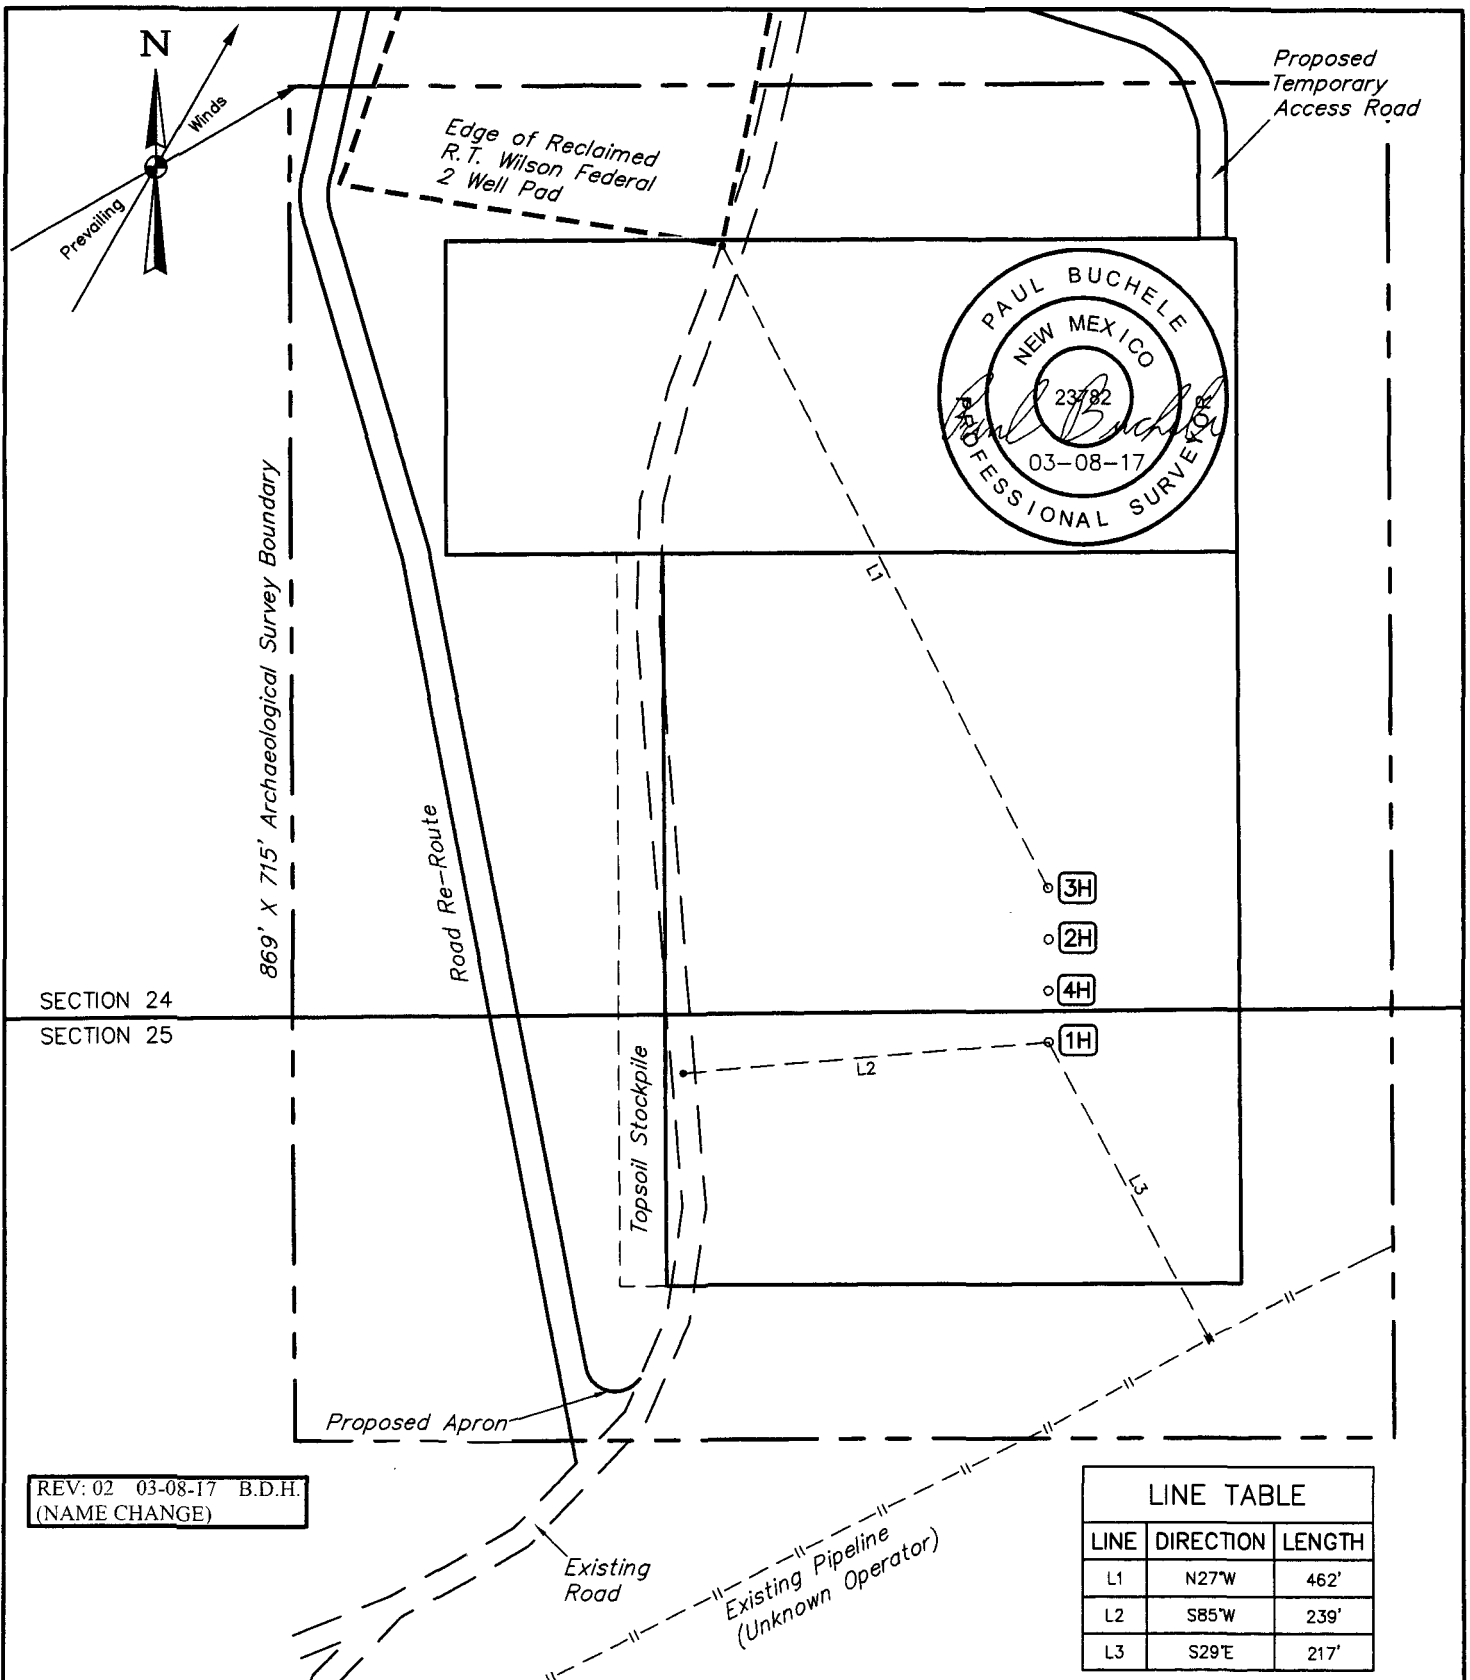 N
Winds
Prevailing
Proposed
Temporary
Access Road
Edge of Reclaimed
R.T. Wilson Federal
2 Well Pad
PAUL BUCHELE
NEW MEXICO
23782
Paul Buchele
03-08-17
PROFESSIONAL SURVEYOR
869' X 715' Archaeological Survey Boundary
L1
Road Re-Route
3H
2H
4H
SECTION 24
SECTION 25
1H
L2
Topsoil Stockpile
L3
Proposed Apron
REV: 02 03-08-17 B.D.H.
(NAME CHANGE)
Existing
Road
Existing Pipeline
(Unknown Operator)
LINE TABLE
LINE DIRECTION LENGTH
L1 N27°W 462'
L2 S85°W 239'
L3 S29°E 217'